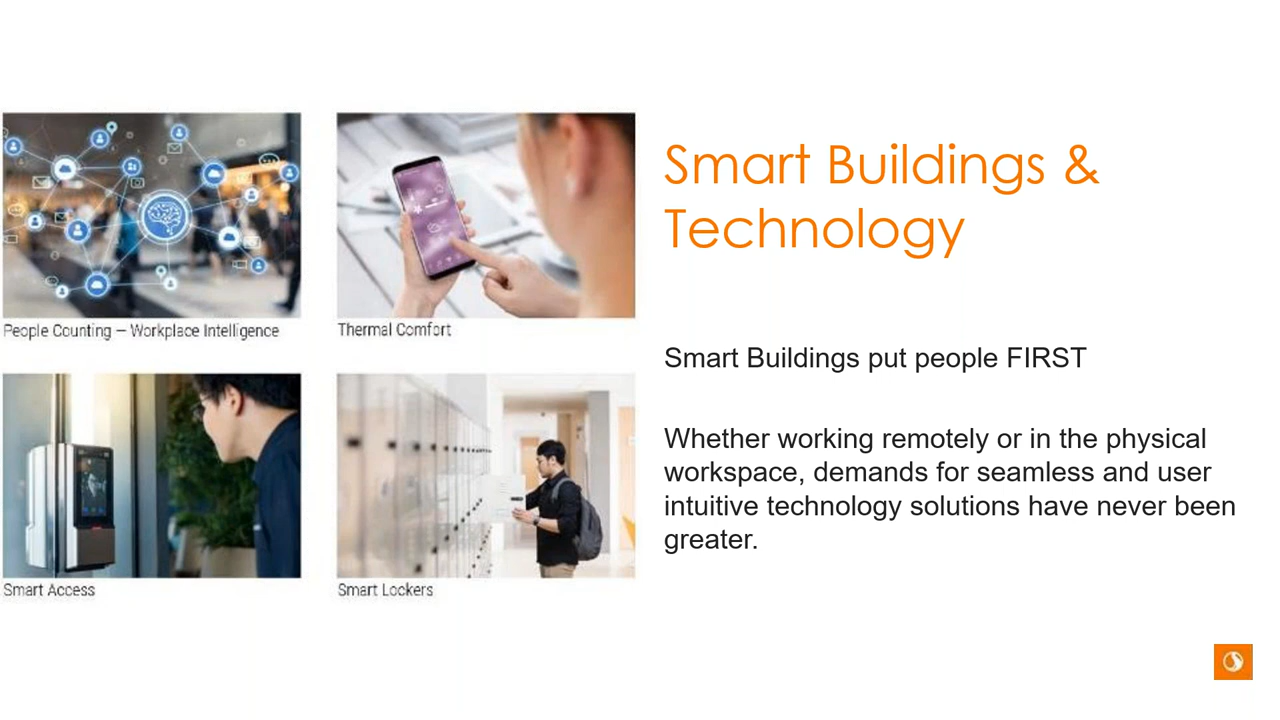 Smart Buildings &
Technology
People Counting – Workplace Intelligence
Thermal Comfort
Smart Buildings put people FIRST
Whether working remotely or in the physical
workspace, demands for seamless and user
intuitive technology solutions have never been
greater.
Smart Access
Smart Lockers